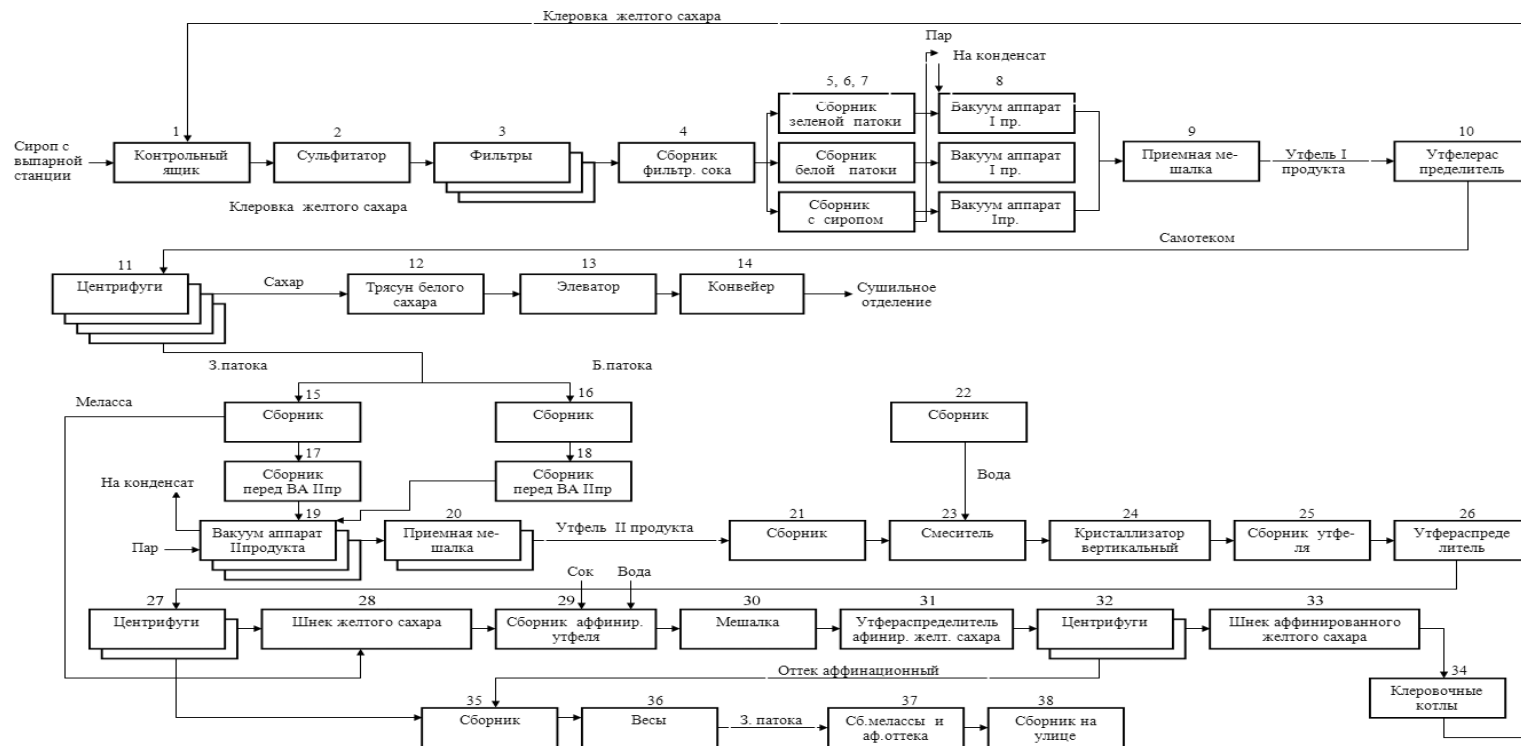 Клеровка желтого сахара
Пар
На конденсат
5, 6, 7
8
1
2
3
4
9
10
Сироп с
выпарной
станции
Контрольный
ящик
Сульфитатор
Фильтры
Сборник
фильтр. сока
Сборник
зеленой патоки
Сборник
белой патоки
Сборник
с сиропом
Вакуум аппарат
I пр.
Вакуум аппарат
I пр.
Вакуум аппарат
Iпр.
Приемная ме-
шалка
Утфель I
продукта
Утфелерас
пределитель
Клеровка желтого сахара
Самотеком
11
Центрифуги
Сахар
12
Трясун белого
сахара
13
Элеватор
14
Конвейер
Сушильное
отделение
З.патока
Б.патока
Меласса
15
Сборник
16
Сборник
22
Сборник
17
Сборник
перед ВА IIпр
18
Сборник
перед ВА IIпр
Вода
На конденсат
Пар
19
Вакуум аппарат
IIпродукта
20
Приемная ме-
шалка
Утфель II продукта
21
Сборник
23
Смеситель
24
Кристаллизатор
вертикальный
25
Сборник утфе-
ля
26
Утфераспреде
литель
Сок
Вода
27
Центрифуги
28
Шнек желтого сахара
29
Сборник аффинир.
утфеля
30
Мешалка
31
Утфераспределитель
афинир. желт. сахара
32
Центрифуги
33
Шнек аффинированного
желтого сахара
Оттек аффинационный
34
Клеровочные
котлы
35
Сборник
36
Весы
З. патока
37
Сб.мелассы и
аф.оттека
38
Сборник на
улице